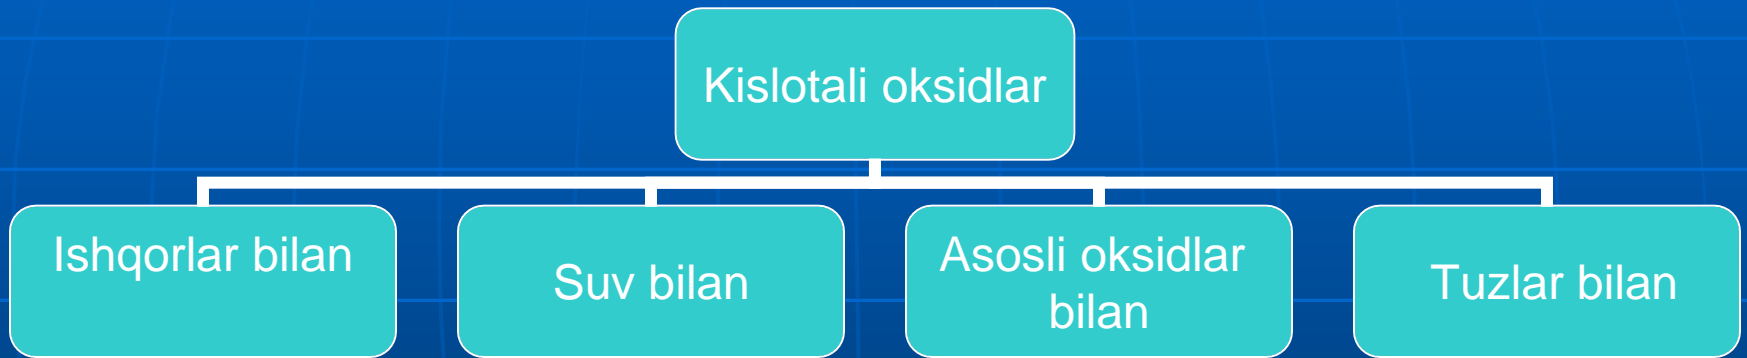 Kislotali oksidlar
Ishqorlar bilan
Suv bilan
Asosli oksidlar
bilan
Tuzlar bilan